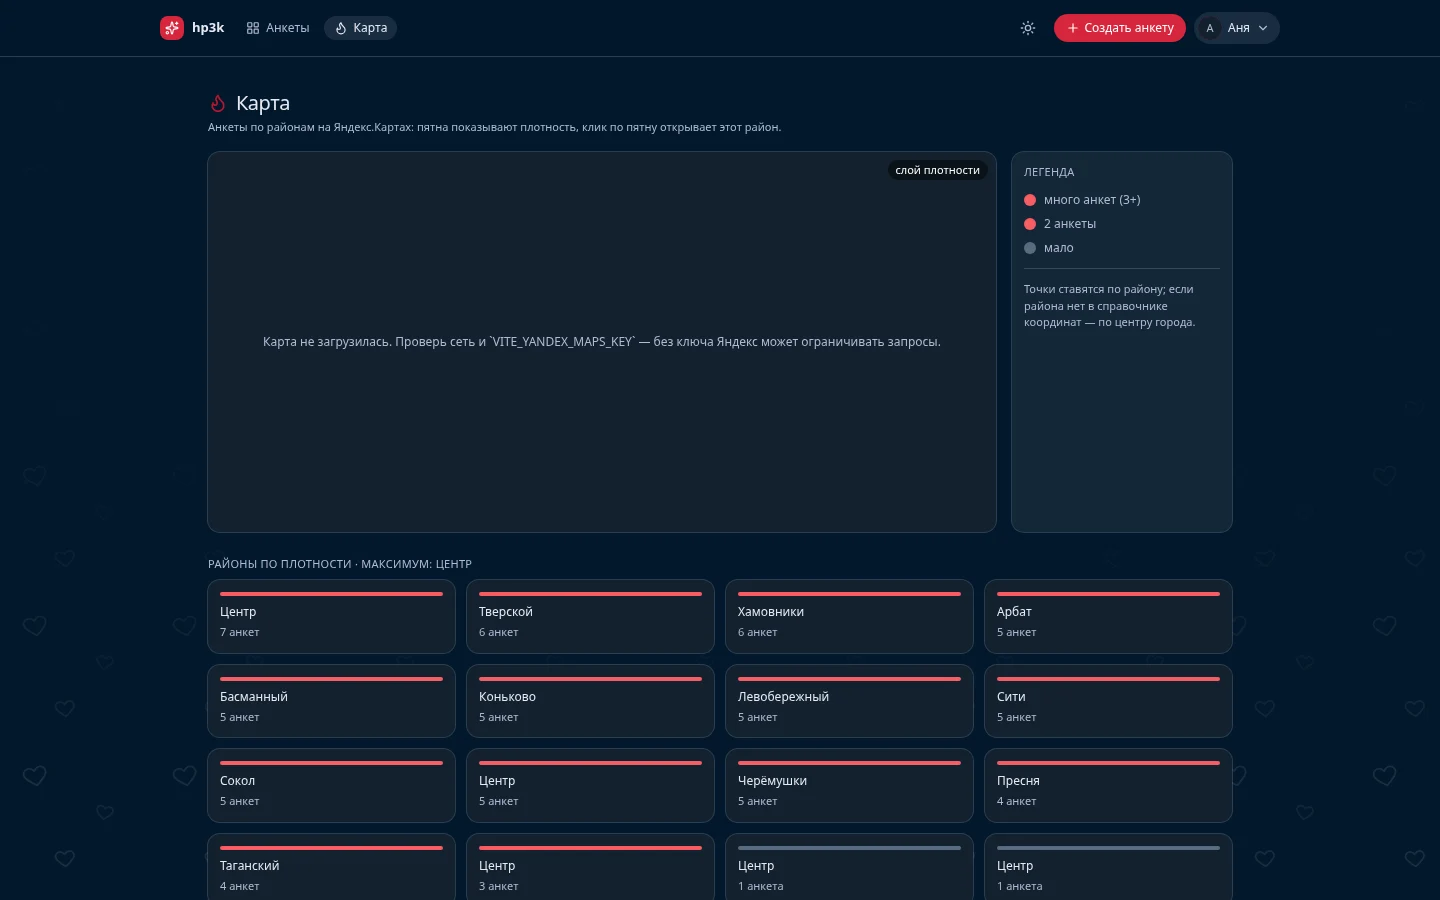 hp3k
Анкеты
Карта
Создать анкету
А
Аня
Карта
Анкеты по районам на Яндекс.Картах: пятна показывают плотность, клик по пятну открывает этот район.
слой плотности
Карта не загрузилась. Проверь сеть и `VITE_YANDEX_MAPS_KEY` — без ключа Яндекс может ограничивать запросы.
ЛЕГЕНДА
много анкет (3+)
2 анкеты
мало
Точки ставятся по району; если
района нет в справочнике
координат — по центру города.
РАЙОНЫ ПО ПЛОТНОСТИ · МАКСИМУМ: ЦЕНТР
Центр
7 анкет
Тверской
6 анкет
Хамовники
6 анкет
Арбат
5 анкет
Басманный
5 анкет
Коньково
5 анкет
Левобережный
5 анкет
Сити
5 анкет
Сокол
5 анкет
Центр
5 анкет
Черёмушки
5 анкет
Пресня
4 анкет
Таганский
4 анкет
Центр
3 анкет
Центр
1 анкета
Центр
1 анкета